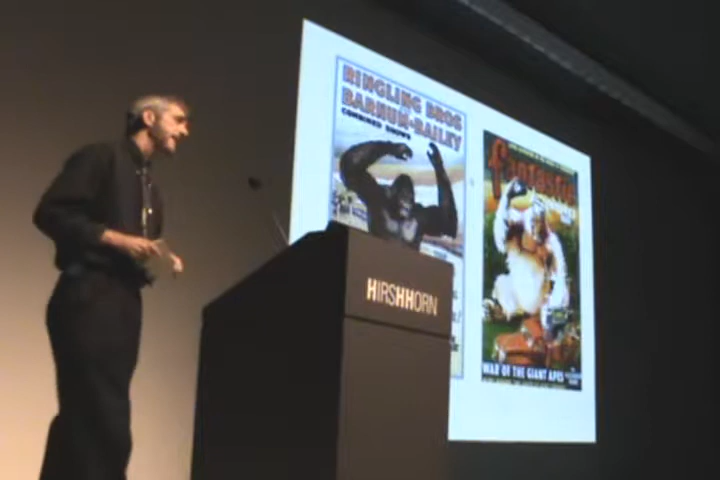 RINGLING BROS
BARNUM-BAILEY
COMBINED SHOWS
Fantastic
HIRSHHORN
WAR OF THE GIANT APES